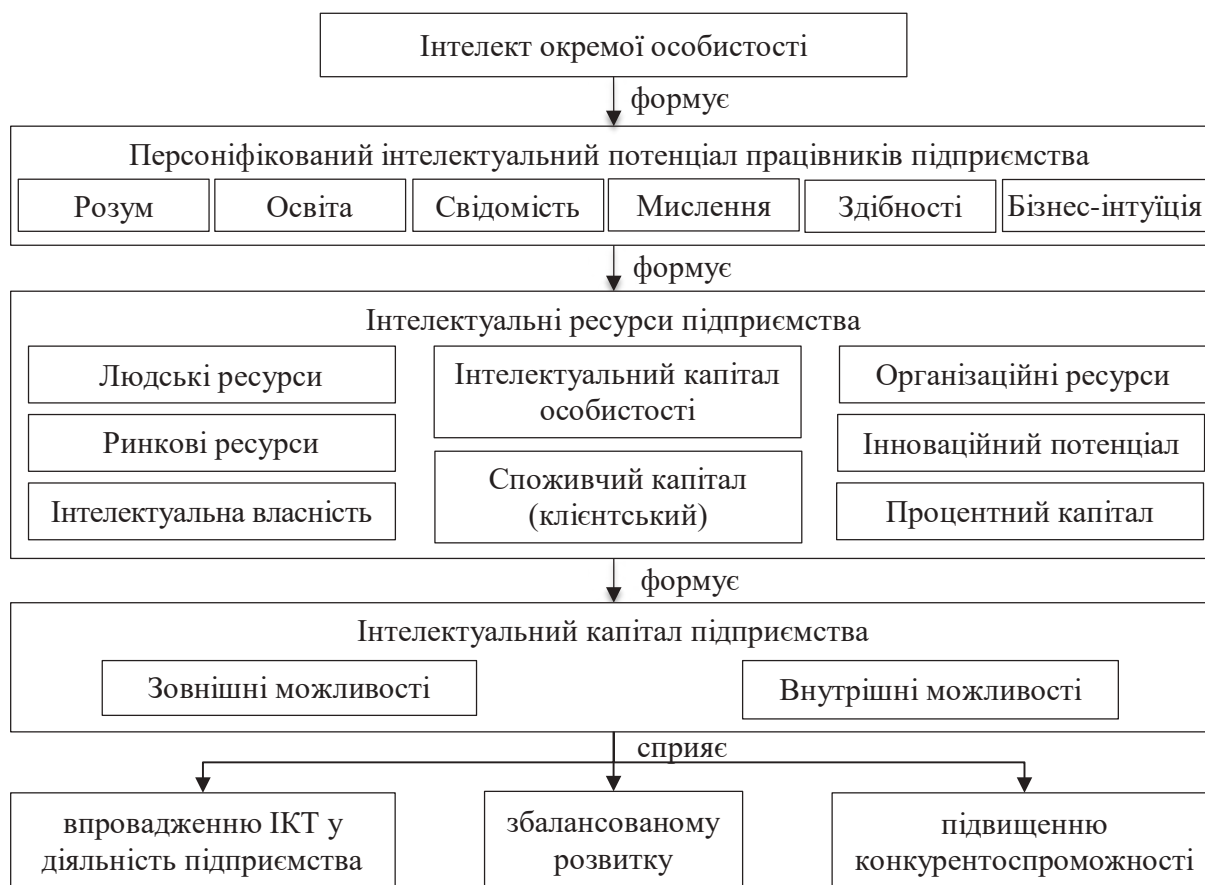 Інтелект окремої особистості
формує
Персоніфікований інтелектуальний потенціал працівників підприємства
Розум
Освіта
Свідомість
Мислення
Здібності
Бізнес-інтуїція
формує
Інтелектуальні ресурси підприємства
Людські ресурси
Ринкові ресурси
Інтелектуальна власність
Інтелектуальний капітал
особистості
Споживчий капітал
(клієнтський)
Організаційні ресурси
Інноваційний потенціал
Процентний капітал
формує
Інтелектуальний капітал підприємства
Зовнішні можливості
Внутрішні можливості
сприяє
впровадженню ІКТ у
діяльність підприємства
збалансованому
розвитку
підвищенню
конкурентоспроможності